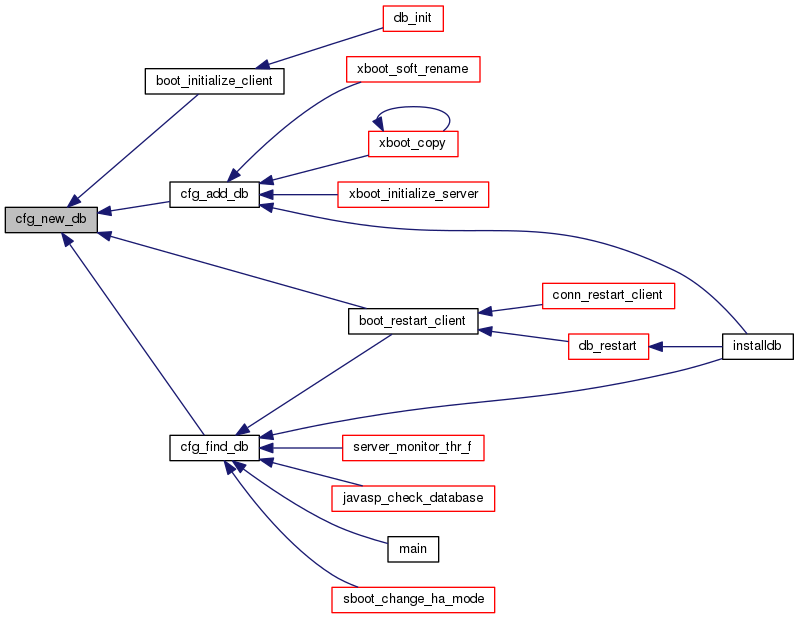 db_init
xboot_soft_rename
boot_initialize_client
xboot_copy
cfg_add_db
xboot_initialize_server
cfg_new_db
conn_restart_client
boot_restart_client
db_restart
installdb
cfg_find_db
server_monitor_thr_f
javasp_check_database
main
sboot_change_ha_mode